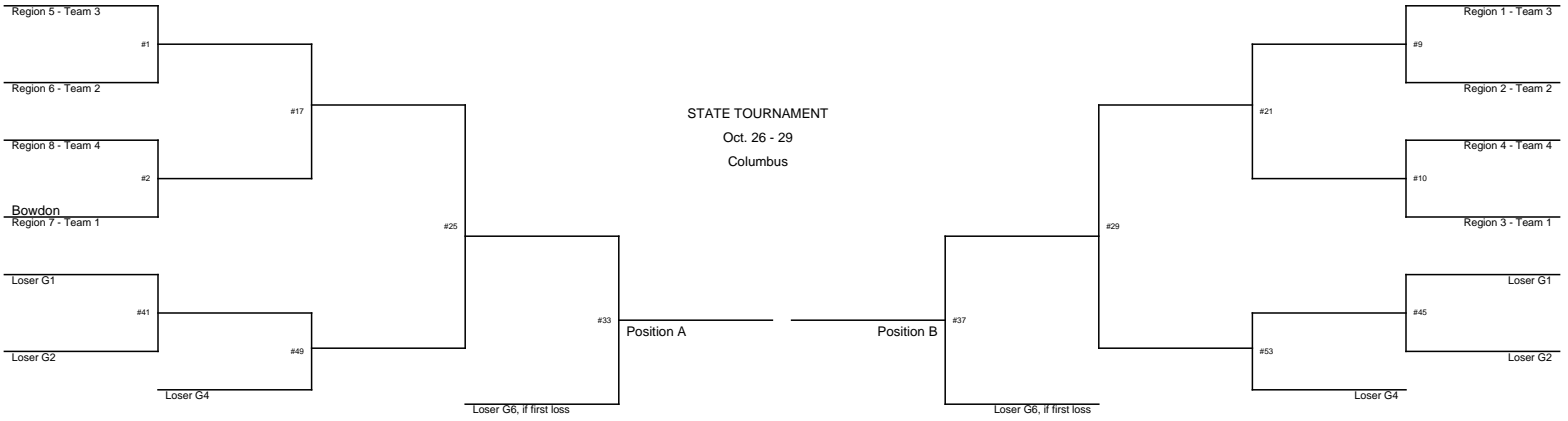 Region 5 - Team 3
#1
Region 6 - Team 2
#17
Region 8 - Team 4
#2
Bowdon
Region 7 - Team 1
#25
Loser G1
#41
Loser G2
#49
Loser G4
#33
Position A
Loser G6, if first loss
STATE TOURNAMENT
Oct. 26 - 29
Columbus
Region 1 - Team 3
#9
Region 2 - Team 2
#21
Region 4 - Team 4
#10
Region 3 - Team 1
#29
Loser G1
#45
Loser G2
#53
Loser G4
Position B
#37
Loser G6, if first loss